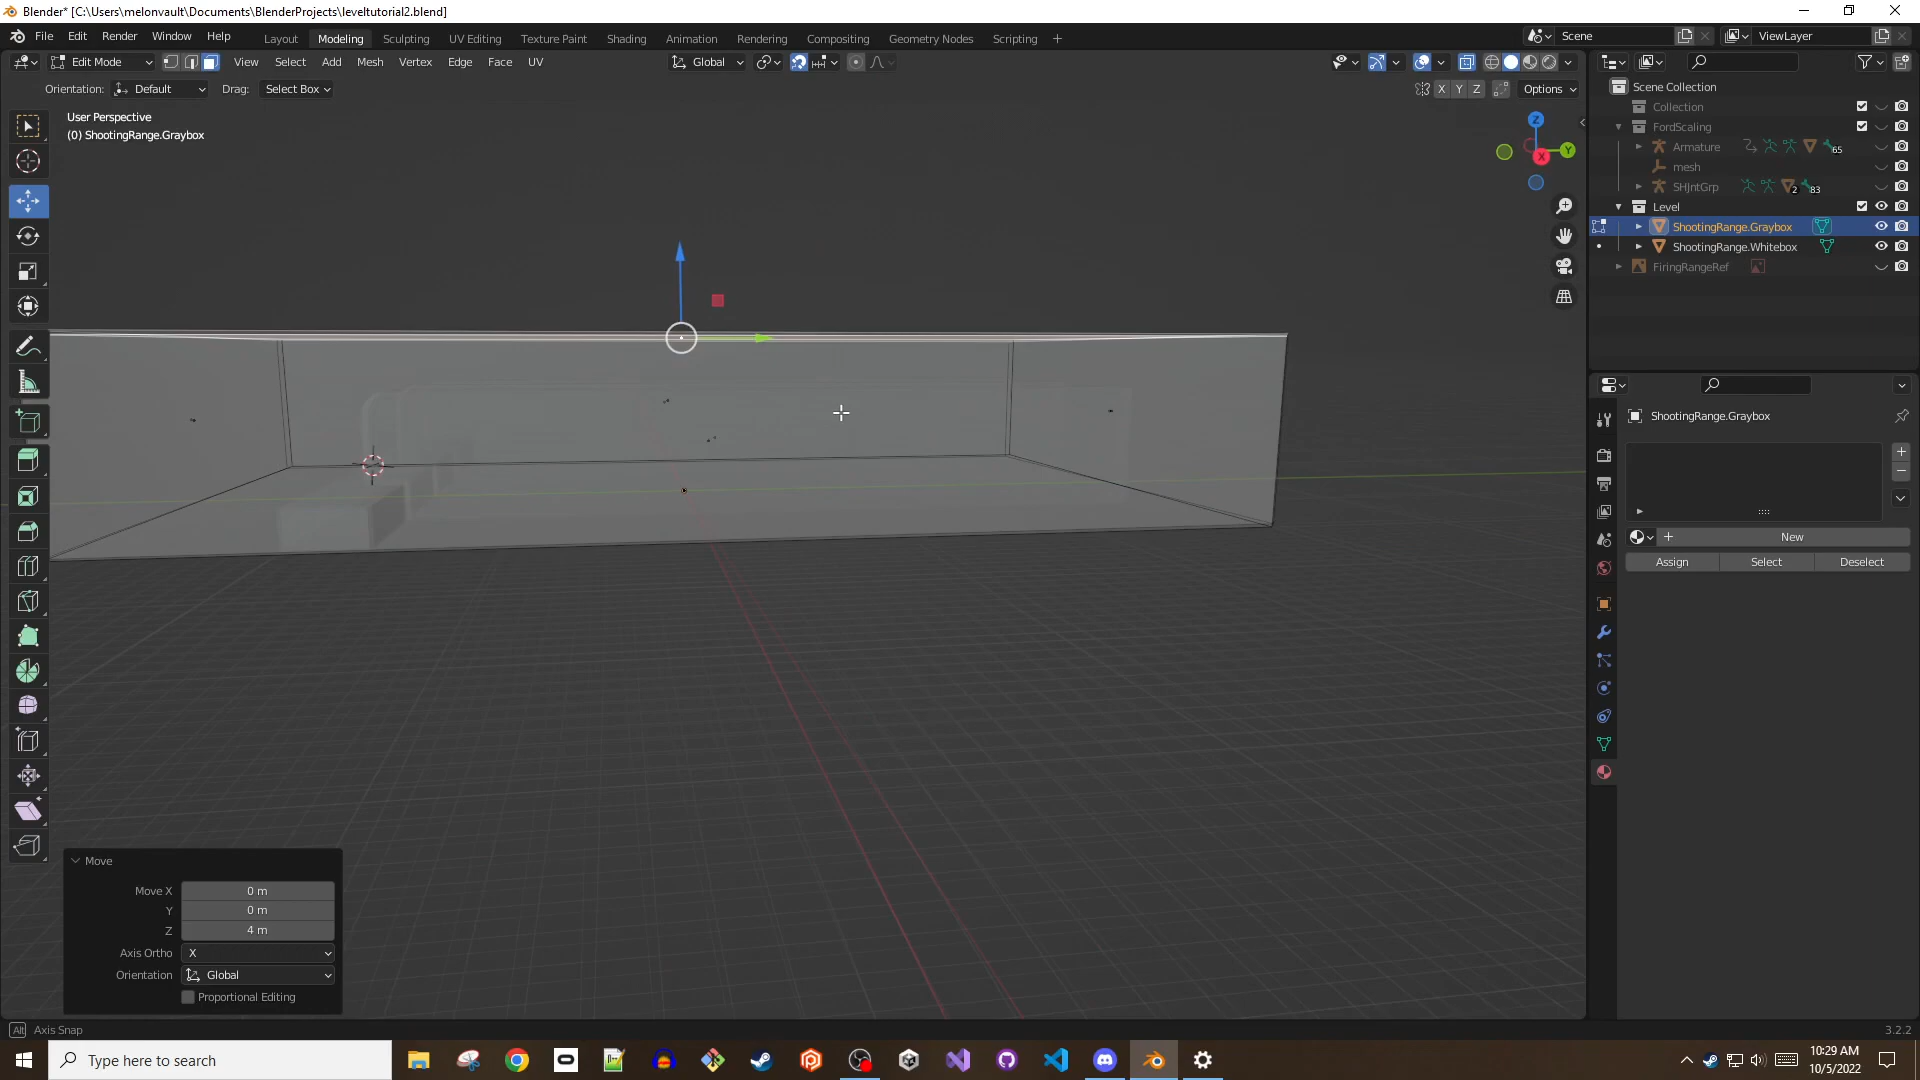 Blender* [C:\Users\melonvault\Documents\BlenderProjects\leveltutorial2.blend]
File Edit Render Window Help
Layout Modeling Sculpting UV Editing Texture Paint Shading Animation Rendering Compositing Geometry Nodes Scripting +
Scene
ViewLayer
Edit Mode View Select Add Mesh Vertex Edge Face UV
Global
Orientation: Default Drag: Select Box
X Y Z Options
User Perspective
(0) ShootingRange.Graybox
Z
Y
X
Scene Collection
Collection
FordScaling
Armature 65
mesh
SHJntGrp 2 83
Level
ShootingRange.Graybox
ShootingRange.Whitebox
FiringRangeRef
ShootingRange.Graybox
+ New
Assign Select Deselect
Move
Move X 0 m
Y 0 m
Z 4 m
Axis Ortho X
Orientation Global
Proportional Editing
Alt Axis Snap
3.2.2
Type here to search
10:29 AM
10/5/2022